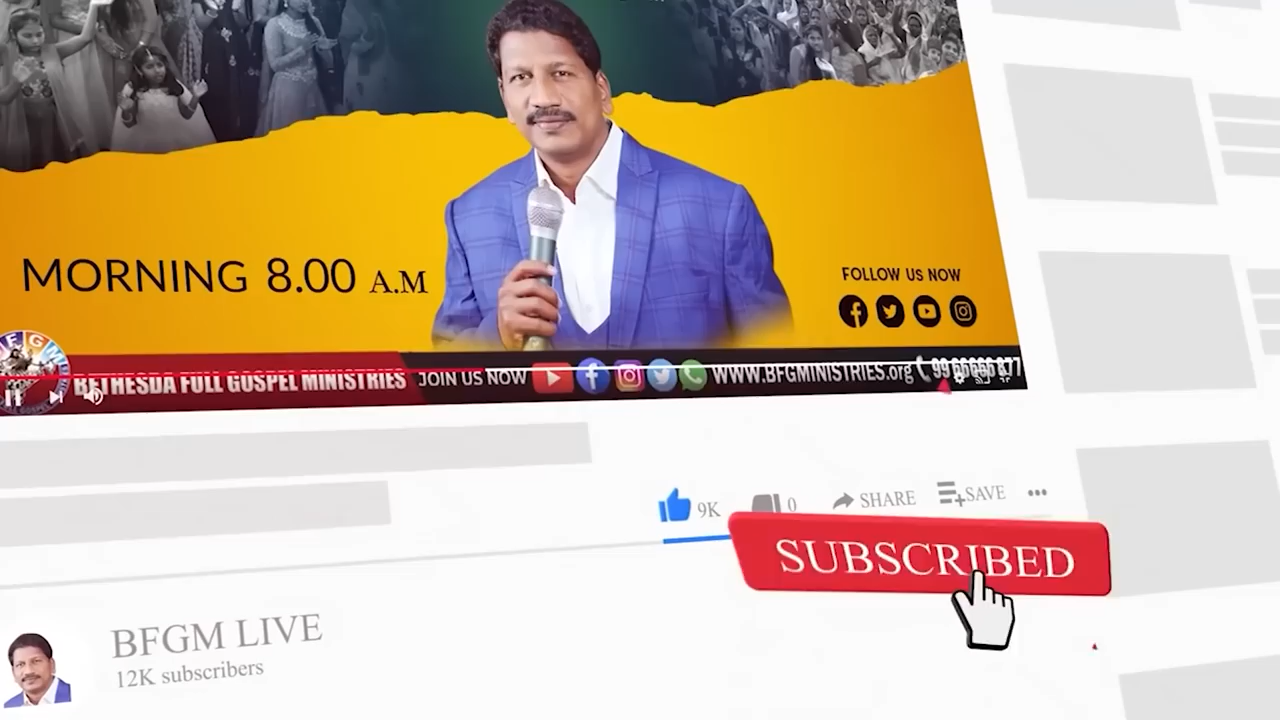 MORNING 8.00 A.M
FOLLOW US NOW
BETHESDA FULL GOSPEL MINISTRIES JOIN US NOW WWW.BFGMINISTRIES.org
9K 0 SHARE SAVE
SUBSCRIBED
BFGM LIVE
12K subscribers